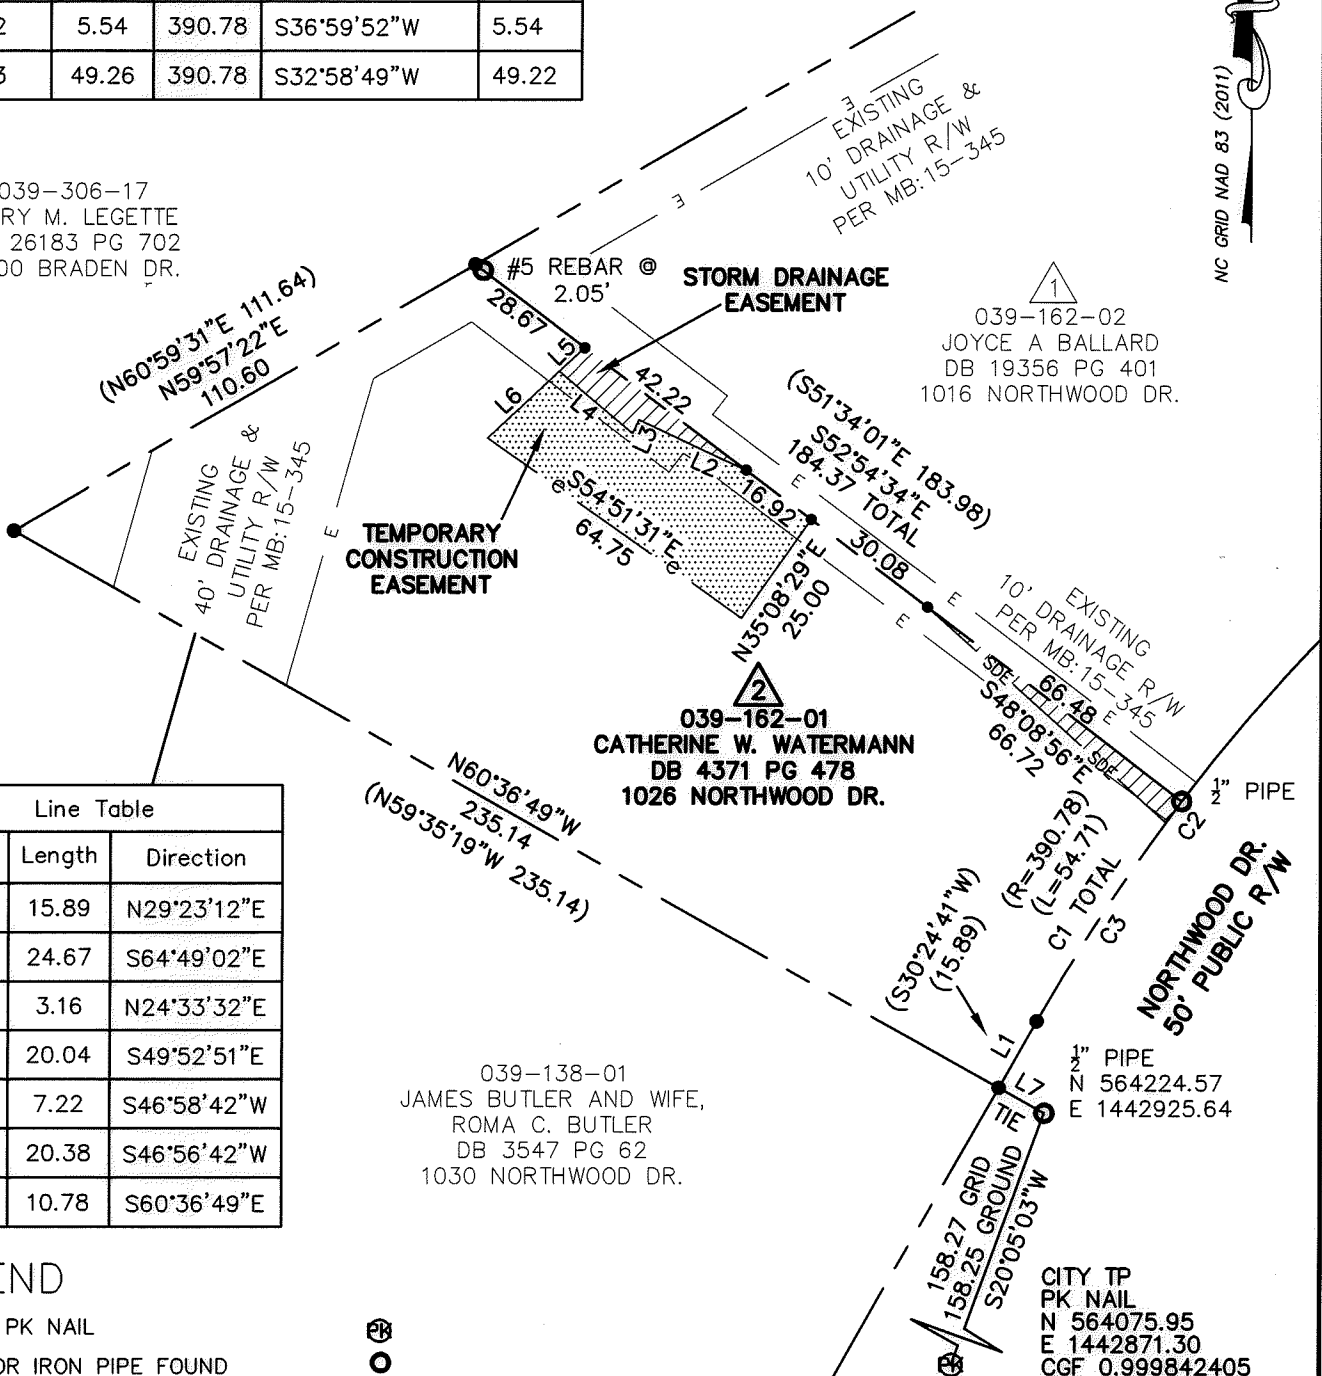 2 5.54 390.78 S36°59'52"W 5.54
3 49.26 390.78 S32°58'49"W 49.22
NC GRID NAD 83 (2011)
039-306-17
RY M. LEGETTE
26183 PG 702
00 BRADEN DR.
E
E
EXISTING
10' DRAINAGE &
UTILITY R/W
PER MB:15-345
#5 REBAR @
2.05'
STORM DRAINAGE
EASEMENT
1
039-162-02
JOYCE A BALLARD
DB 19356 PG 401
1016 NORTHWOOD DR.
(N60°59'31"E 111.64)
N59°57'22"E
110.60
28.67
L5
L6
L4
L3
L2
42.22
16.92
(S51°34'01"E 183.98)
S52°54'34"E
184.37 TOTAL
30.08
E
E
E
E
E
E
EXISTING
40' DRAINAGE &
UTILITY R/W
PER MB:15-345
E
TEMPORARY
CONSTRUCTION
EASEMENT
e
S54°51'31"E
64.75
e
N35°08'29"E
25.00
EXISTING
10' DRAINAGE R/W
PER MB:15-345
SDE
66.48
S48°08'56"E
66.72
SDE
2
039-162-01
CATHERINE W. WATERMANN
DB 4371 PG 478
1026 NORTHWOOD DR.
1/2" PIPE
C2
(R=390.78)
(L=54.71)
C1 TOTAL
C3
NORTHWOOD DR.
50' PUBLIC R/W
N60°36'49"W
235.14
(N59°35'19"W 235.14)
(S30°24'41"W)
(15.89)
L1
L7
TIE
1/2" PIPE
N 564224.57
E 1442925.64
Line Table
Length Direction
15.89 N29°23'12"E
24.67 S64°49'02"E
3.16 N24°33'32"E
20.04 S49°52'51"E
7.22 S46°58'42"W
20.38 S46°56'42"W
10.78 S60°36'49"E
039-138-01
JAMES BUTLER AND WIFE,
ROMA C. BUTLER
DB 3547 PG 62
1030 NORTHWOOD DR.
158.27 GRID
158.25 GROUND
S20°05'03"W
CITY TP
PK NAIL
N 564075.95
E 1442871.30
CGF 0.999842405
PK
END
PK NAIL PK
OR IRON PIPE FOUND